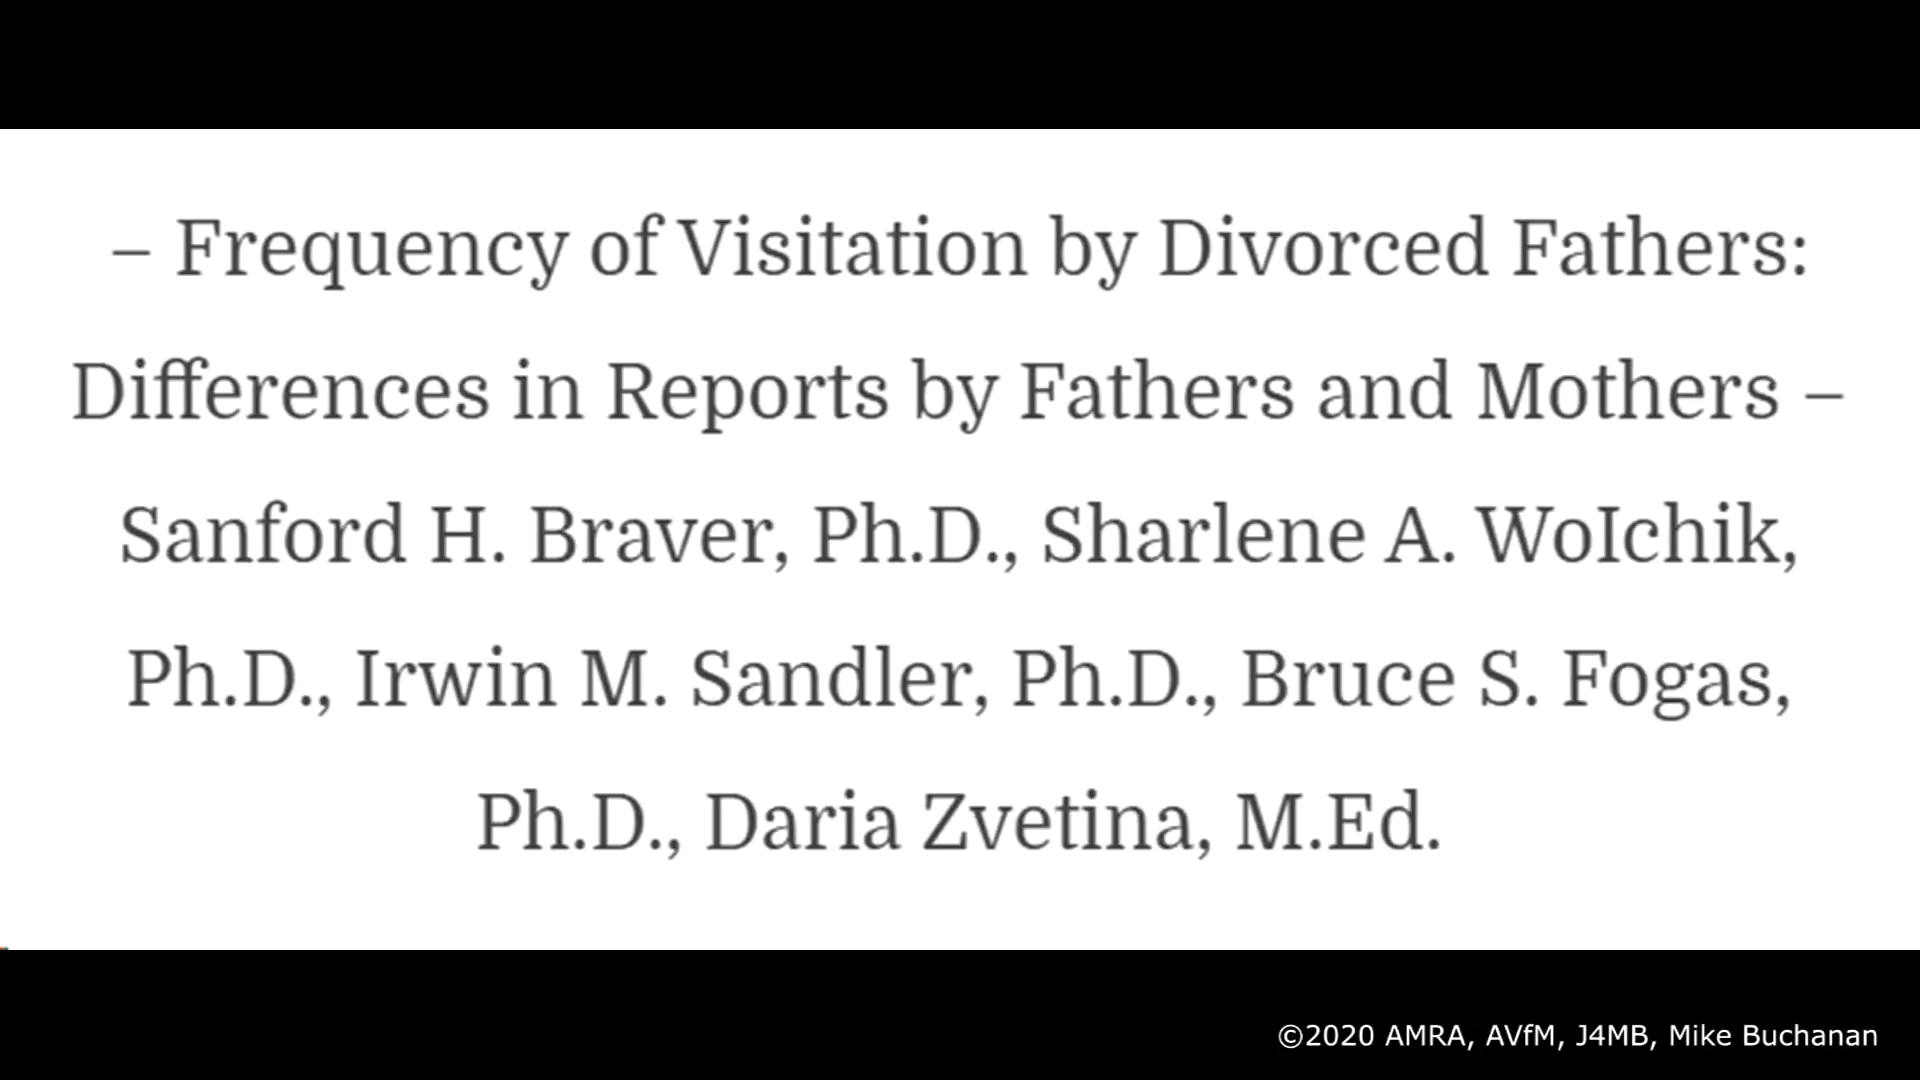 – Frequency of Visitation by Divorced Fathers:
Differences in Reports by Fathers and Mothers –
Sanford H. Braver, Ph.D., Sharlene A. WoIchik,
Ph.D., Irwin M. Sandler, Ph.D., Bruce S. Fogas,
Ph.D., Daria Zvetina, M.Ed.
©2020 AMRA, AVfM, J4MB, Mike Buchanan